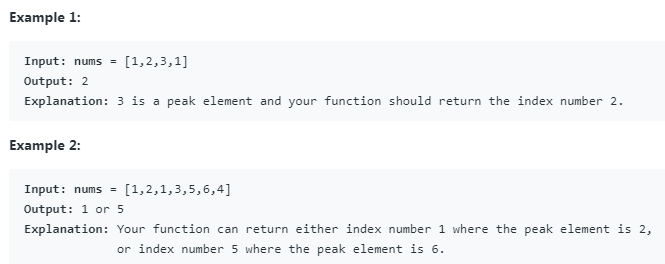 Example 1:
Input: nums = [1,2,3,1]
Output: 2
Explanation: 3 is a peak element and your function should return the index number 2.
Example 2:
Input: nums = [1,2,1,3,5,6,4]
Output: 1 or 5
Explanation: Your function can return either index number 1 where the peak element is 2,
or index number 5 where the peak element is 6.